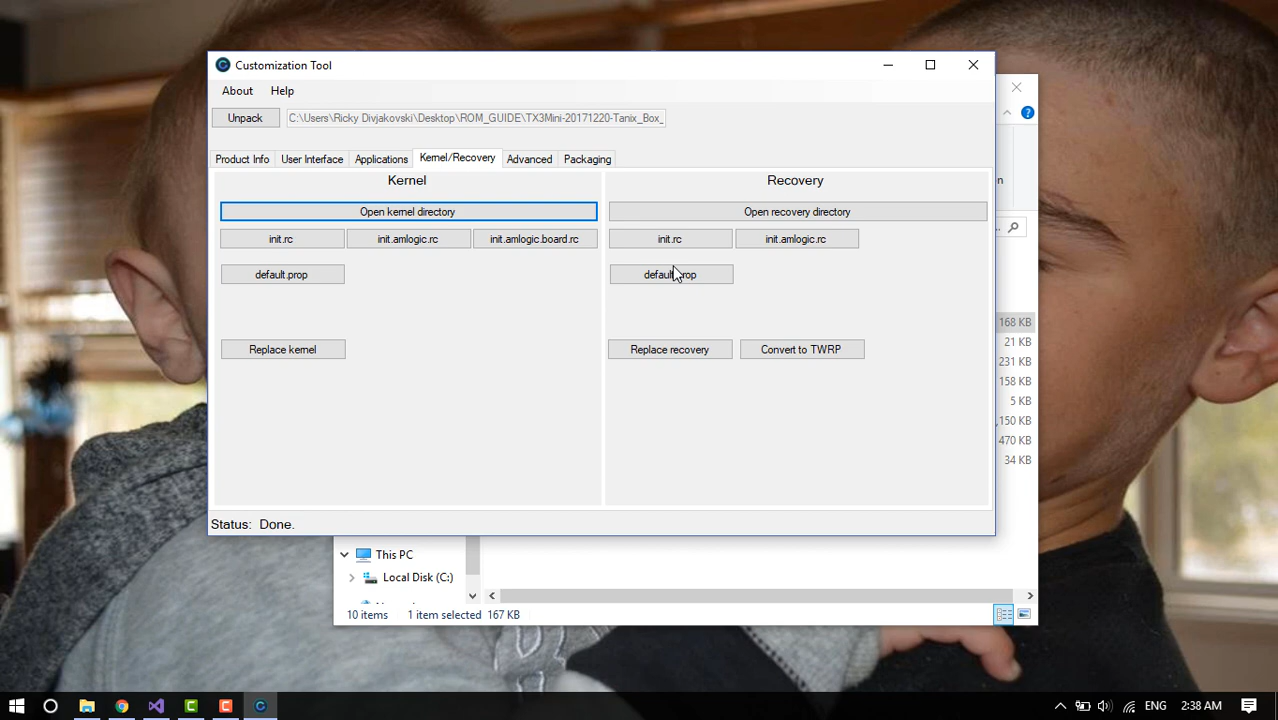 Customization Tool
About Help
Unpack C:\Users\Ricky Divjakovski\Desktop\ROM_GUIDE\TX3Mini-20171220-Tanix_Box_
Product Info User Interface Applications Kernel/Recovery Advanced Packaging
Kernel Recovery
Open kernel directory Open recovery directory
init.rc init.amlogic.rc init.amlogic.board.rc init.rc init.amlogic.rc
default.prop
Replace kernel Replace recovery Convert to TWRP
Status: Done.
168 KB
21 KB
231 KB
158 KB
5 KB
,150 KB
470 KB
34 KB
This PC
Local Disk (C:)
10 items 1 item selected 167 KB
ENG 2:38 AM